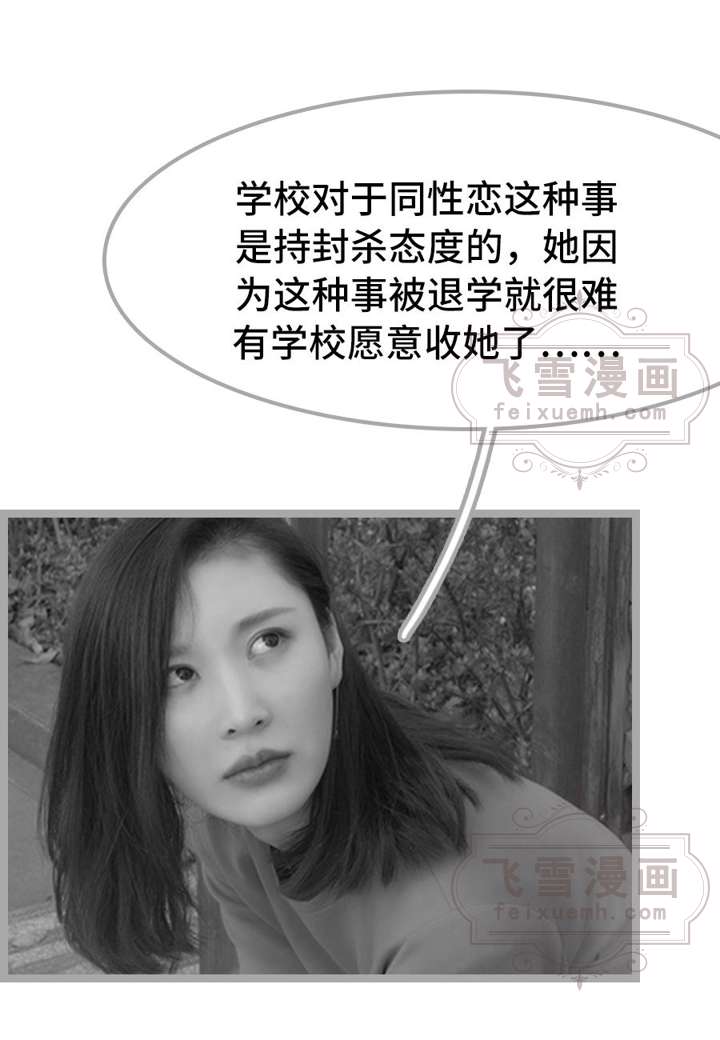 学校对于同性恋这种事
是持封杀态度的，她因
为这种事被退学就很难
有学校愿意收她了……
飞雪漫画
feixuemh.com
飞雪漫画
feixuemh.com